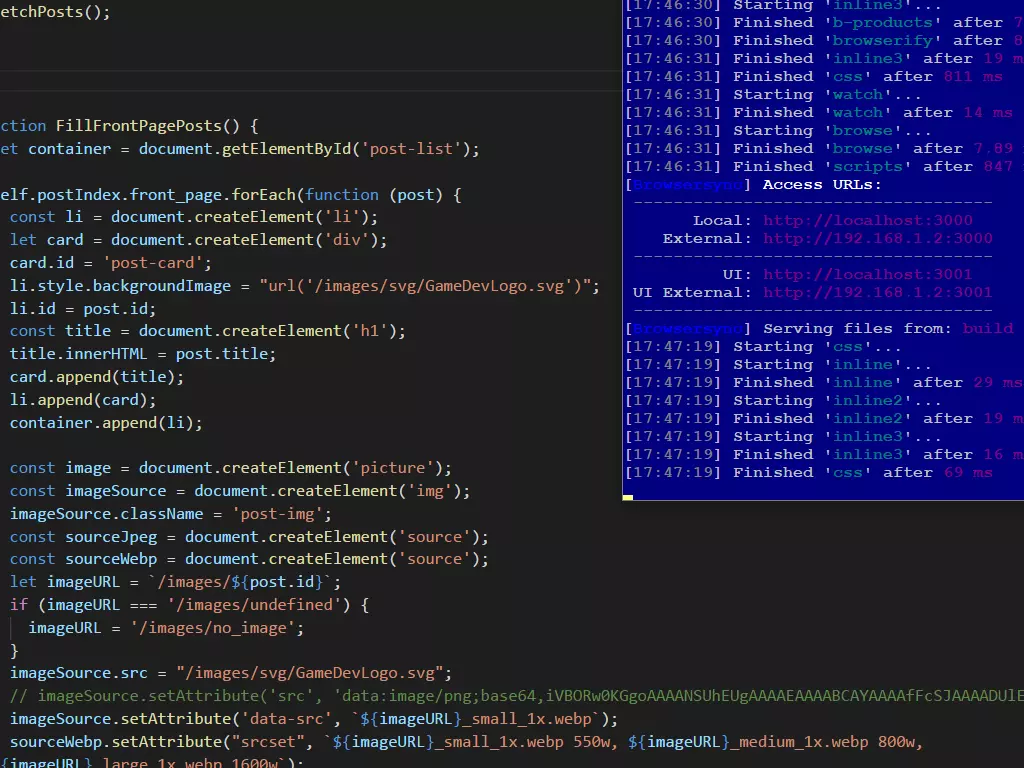 etchPosts();
ction FillFrontPagePosts() {
et container = document.getElementById('post-list');
elf.postIndex.front_page.forEach(function (post) {
const li = document.createElement('li');
let card = document.createElement('div');
card.id = 'post-card';
li.style.backgroundImage = "url('/images/svg/GameDevLogo.svg')";
li.id = post.id;
const title = document.createElement('h1');
title.innerHTML = post.title;
card.append(title);
li.append(card);
container.append(li);
const image = document.createElement('picture');
const imageSource = document.createElement('img');
imageSource.className = 'post-img';
const sourceJpeg = document.createElement('source');
const sourceWebp = document.createElement('source');
let imageURL = `/images/${post.id}`;
if (imageURL === '/images/undefined') {
imageURL = '/images/no_image';
}
imageSource.src = "/images/svg/GameDevLogo.svg";
// imageSource.setAttribute('src', 'data:image/png;base64,iVBORw0KGgoAAAANSUhEUgAAAAEAAAABCAYAAAAfFcSJAAAADUlE
imageSource.setAttribute('data-src', `${imageURL}_small_1x.webp`);
sourceWebp.setAttribute("srcset", `${imageURL}_small_1x.webp 550w, ${imageURL}_medium_1x.webp 800w,
{imageURL}_large_1x.webp 1600w`);
[17:46:30] Starting 'inline3'...
[17:46:30] Finished 'b-products' after 7
[17:46:30] Finished 'browserify' after 8
[17:46:31] Finished 'inline3' after 19 m
[17:46:31] Finished 'css' after 811 ms
[17:46:31] Starting 'watch'...
[17:46:31] Finished 'watch' after 14 ms
[17:46:31] Starting 'browse'...
[17:46:31] Finished 'browse' after 7.89
[17:46:31] Finished 'scripts' after 847
[Browsersync] Access URLs:
-----------------------------------
Local: http://localhost:3000
External: http://192.168.1.2:3000
-----------------------------------
UI: http://localhost:3001
UI External: http://192.168.1.2:3001
-----------------------------------
[Browsersync] Serving files from: build
[17:47:19] Starting 'css'...
[17:47:19] Starting 'inline'...
[17:47:19] Finished 'inline' after 29 ms
[17:47:19] Starting 'inline2'...
[17:47:19] Finished 'inline2' after 19 m
[17:47:19] Starting 'inline3'...
[17:47:19] Finished 'inline3' after 16 m
[17:47:19] Finished 'css' after 69 ms